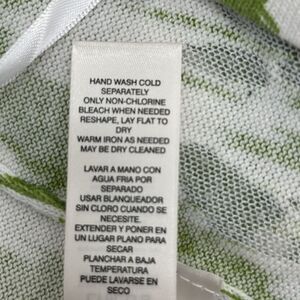 HAND WASH COLD
SEPARATELY
ONLY NON-CHLORINE
BLEACH WHEN NEEDED
RESHAPE, LAY FLAT TO
DRY
WARM IRON AS NEEDED
MAY BE DRY CLEANED
LAVAR A MANO CON
AGUA FRIA POR
SEPARADO
USAR BLANQUEADOR
SIN CLORO CUANDO SE
NECESITE.
EXTENDER Y PONER EN
UN LUGAR PLANO PARA
SECAR
PLANCHAR A BAJA
TEMPERATURA
PUEDE LAVARSE EN
SECO